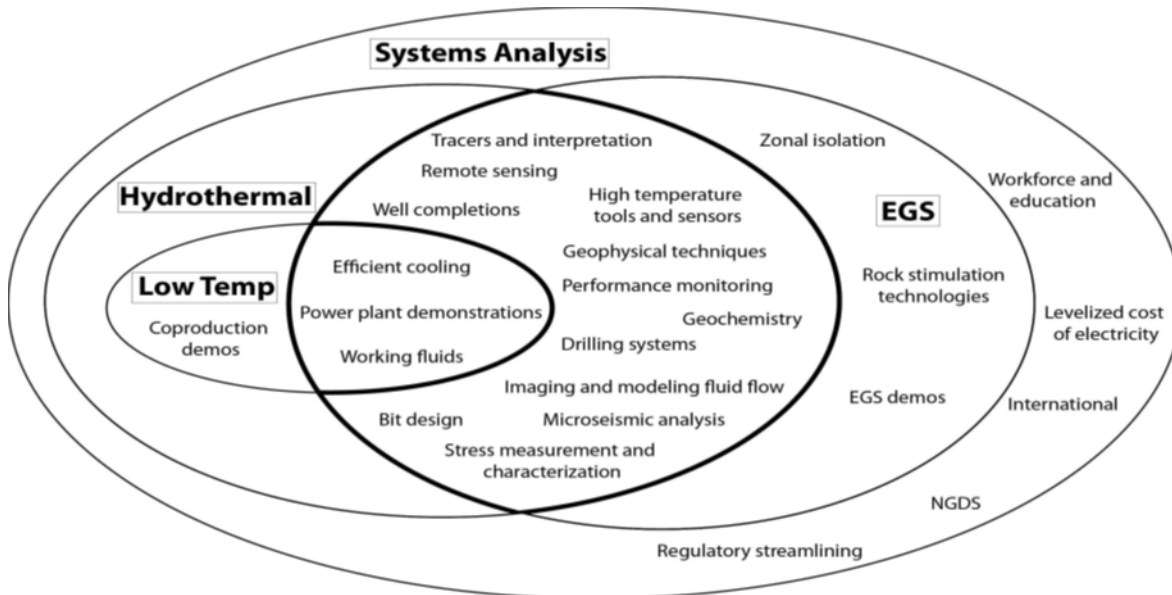 Systems Analysis
Tracers and interpretation
Zonal isolation
Remote sensing
Hydrothermal
High temperature
tools and sensors
Workforce and
education
Well completions
EGS
Geophysical techniques
Efficient cooling
Low Temp
Performance monitoring
Rock stimulation
technologies
Power plant demonstrations
Geochemistry
Levelized cost
of electricity
Coproduction
demos
Drilling systems
Working fluids
Imaging and modeling fluid flow
EGS demos
International
Bit design
Microseismic analysis
Stress measurement and
characterization
NGDS
Regulatory streamlining